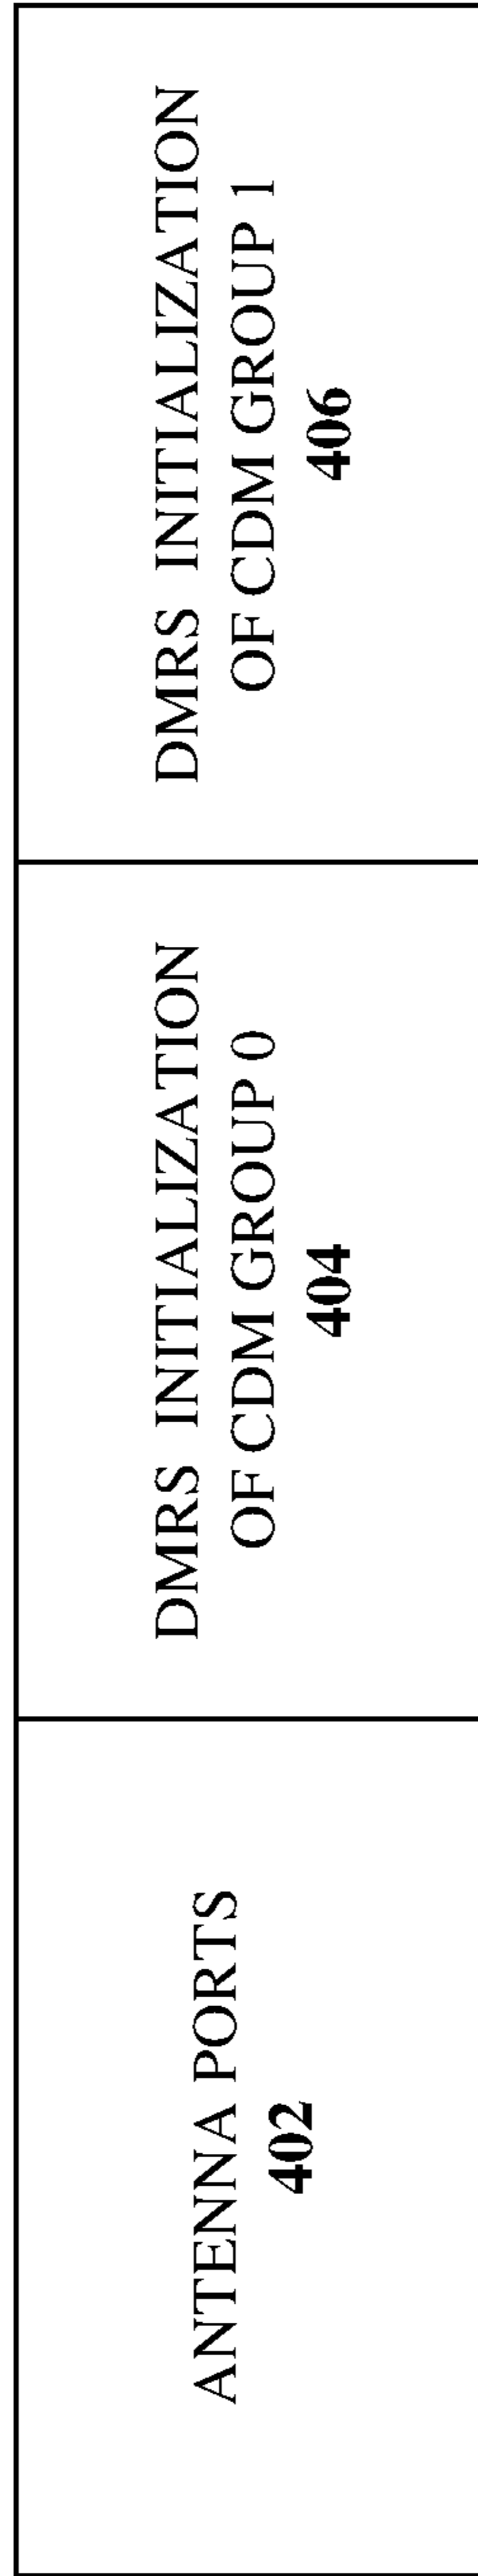 ANTENNA PORTS
402
DMRS INITIALIZATION
OF CDM GROUP 0
404
DMRS INITIALIZATION
OF CDM GROUP 1
406